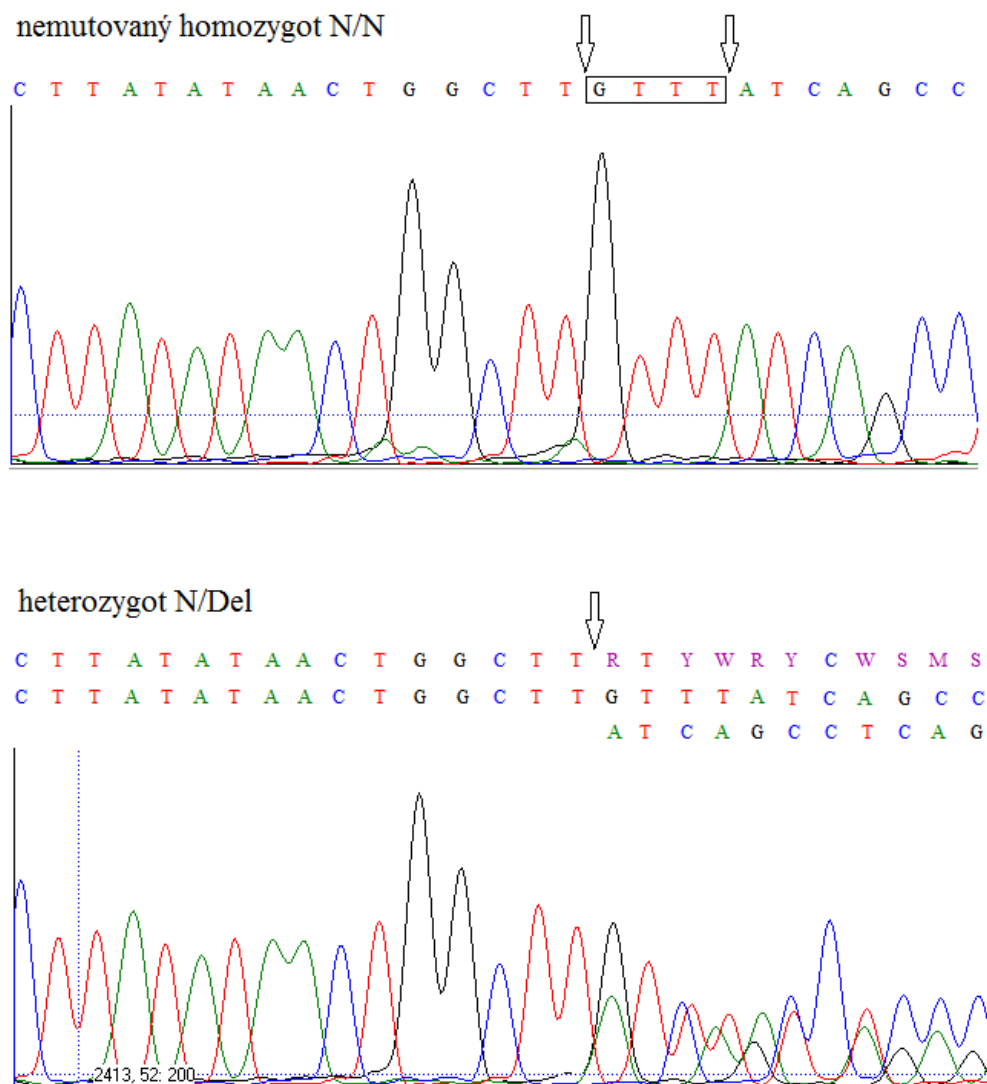 nemutovaný homozygot N/N
C T T A T A T A A C T G G C T T G T T T A T C A G C C
heterozygot N/Del
C T T A T A T A A C T G G C T T R T Y W R Y C W S M S
C T T A T A T A A C T G G C T T G T T T A T C A G C C
A T C A G C C T C A G
2413, 52: 200